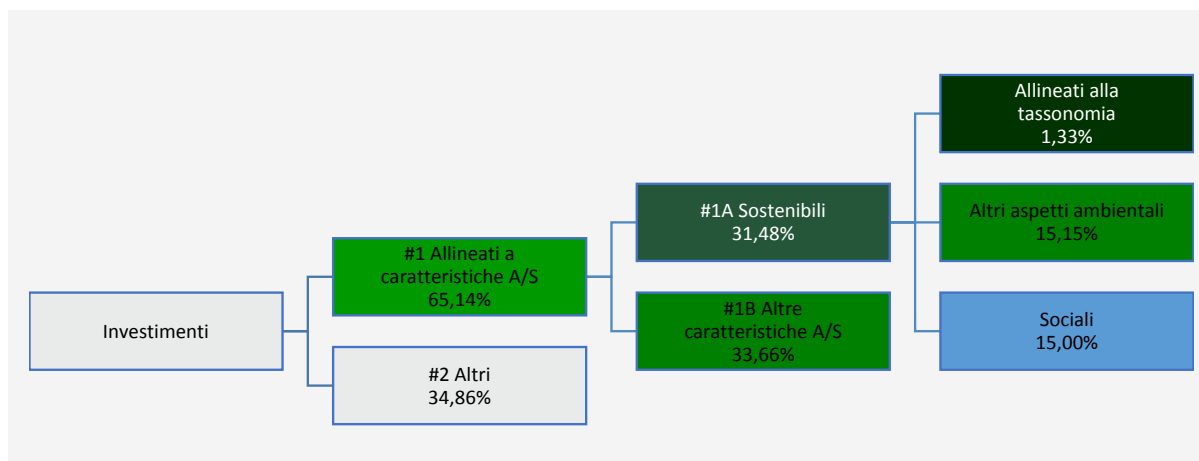 Investimenti
#1 Allineati a
caratteristiche A/S
65,14%
#2 Altri
34,86%
#1A Sostenibili
31,48%
#1B Altre
caratteristiche A/S
33,66%
Allineati alla
tassonomia
1,33%
Altri aspetti ambientali
15,15%
Sociali
15,00%